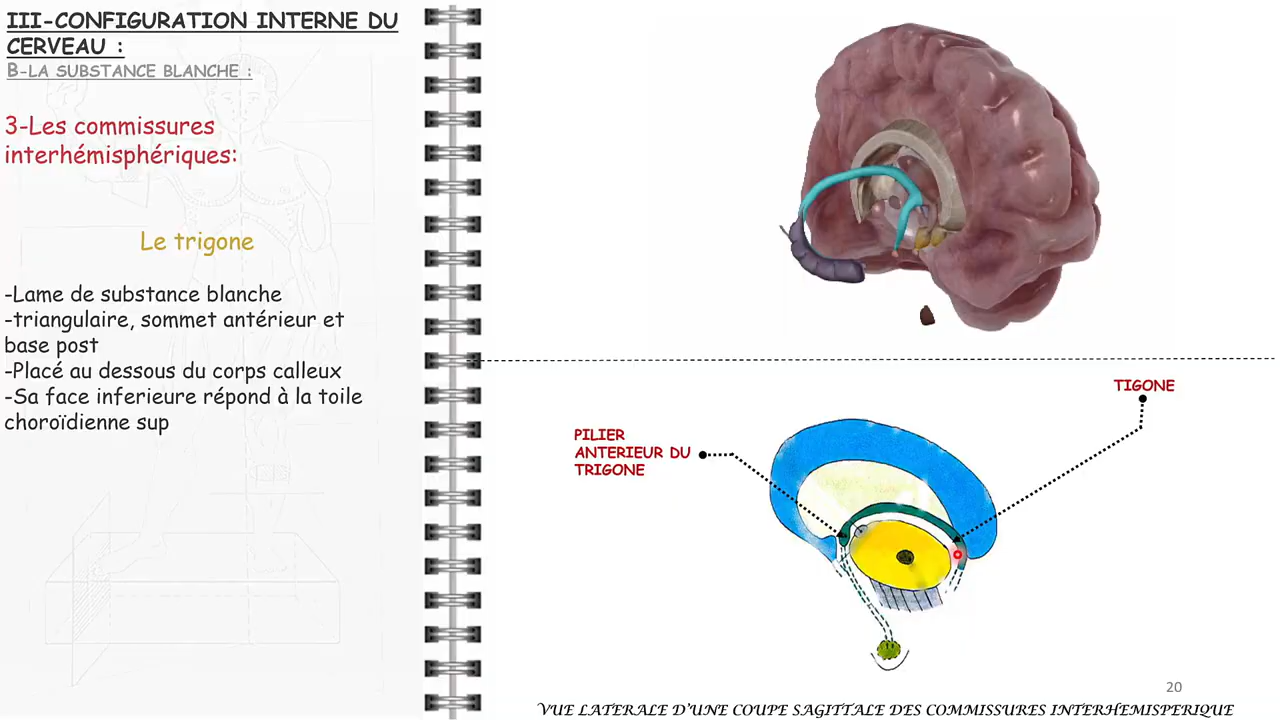 III-CONFIGURATION INTERNE DU
CERVEAU :
B-LA SUBSTANCE BLANCHE :
3-Les commissures
interhémisphériques:
Le trigone
-Lame de substance blanche
-triangulaire, sommet antérieur et
base post
-Placé au dessous du corps calleux
-Sa face inferieure répond à la toile
choroïdienne sup
TIGONE
PILIER
ANTERIEUR DU
TRIGONE
20
VUE LATERALE D'UNE COUPE SAGITTALE DES COMMISSURES INTERHEMISPERIQUE